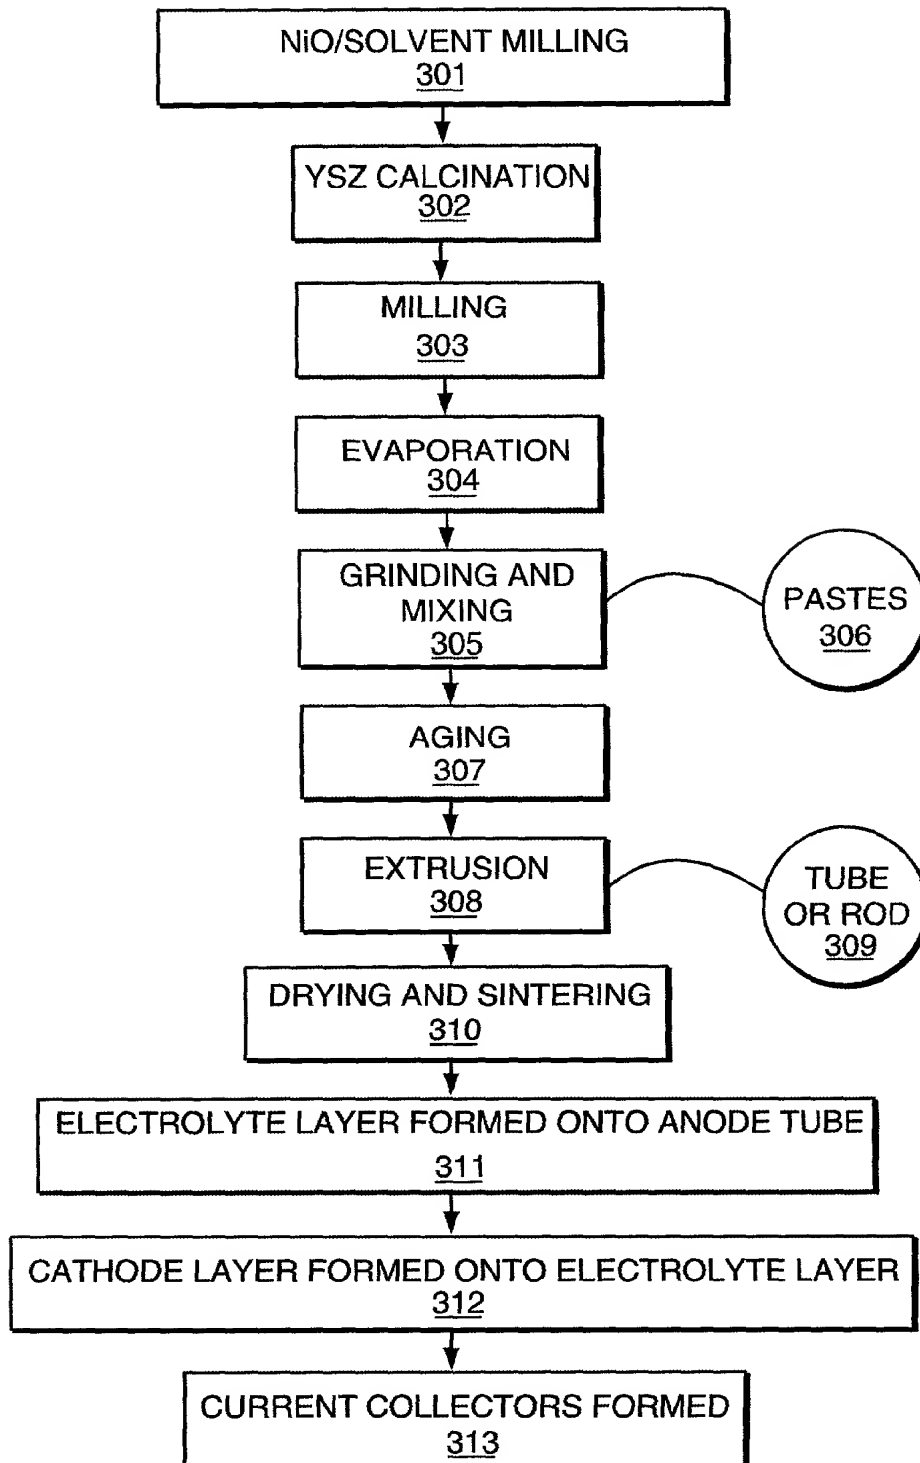 NiO/SOLVENT MILLING
301
YSZ CALCINATION
302
MILLING
303
EVAPORATION
304
GRINDING AND
MIXING
305
PASTES
306
AGING
307
EXTRUSION
308
TUBE
OR ROD
309
DRYING AND SINTERING
310
ELECTROLYTE LAYER FORMED ONTO ANODE TUBE
311
CATHODE LAYER FORMED ONTO ELECTROLYTE LAYER
312
CURRENT COLLECTORS FORMED
313